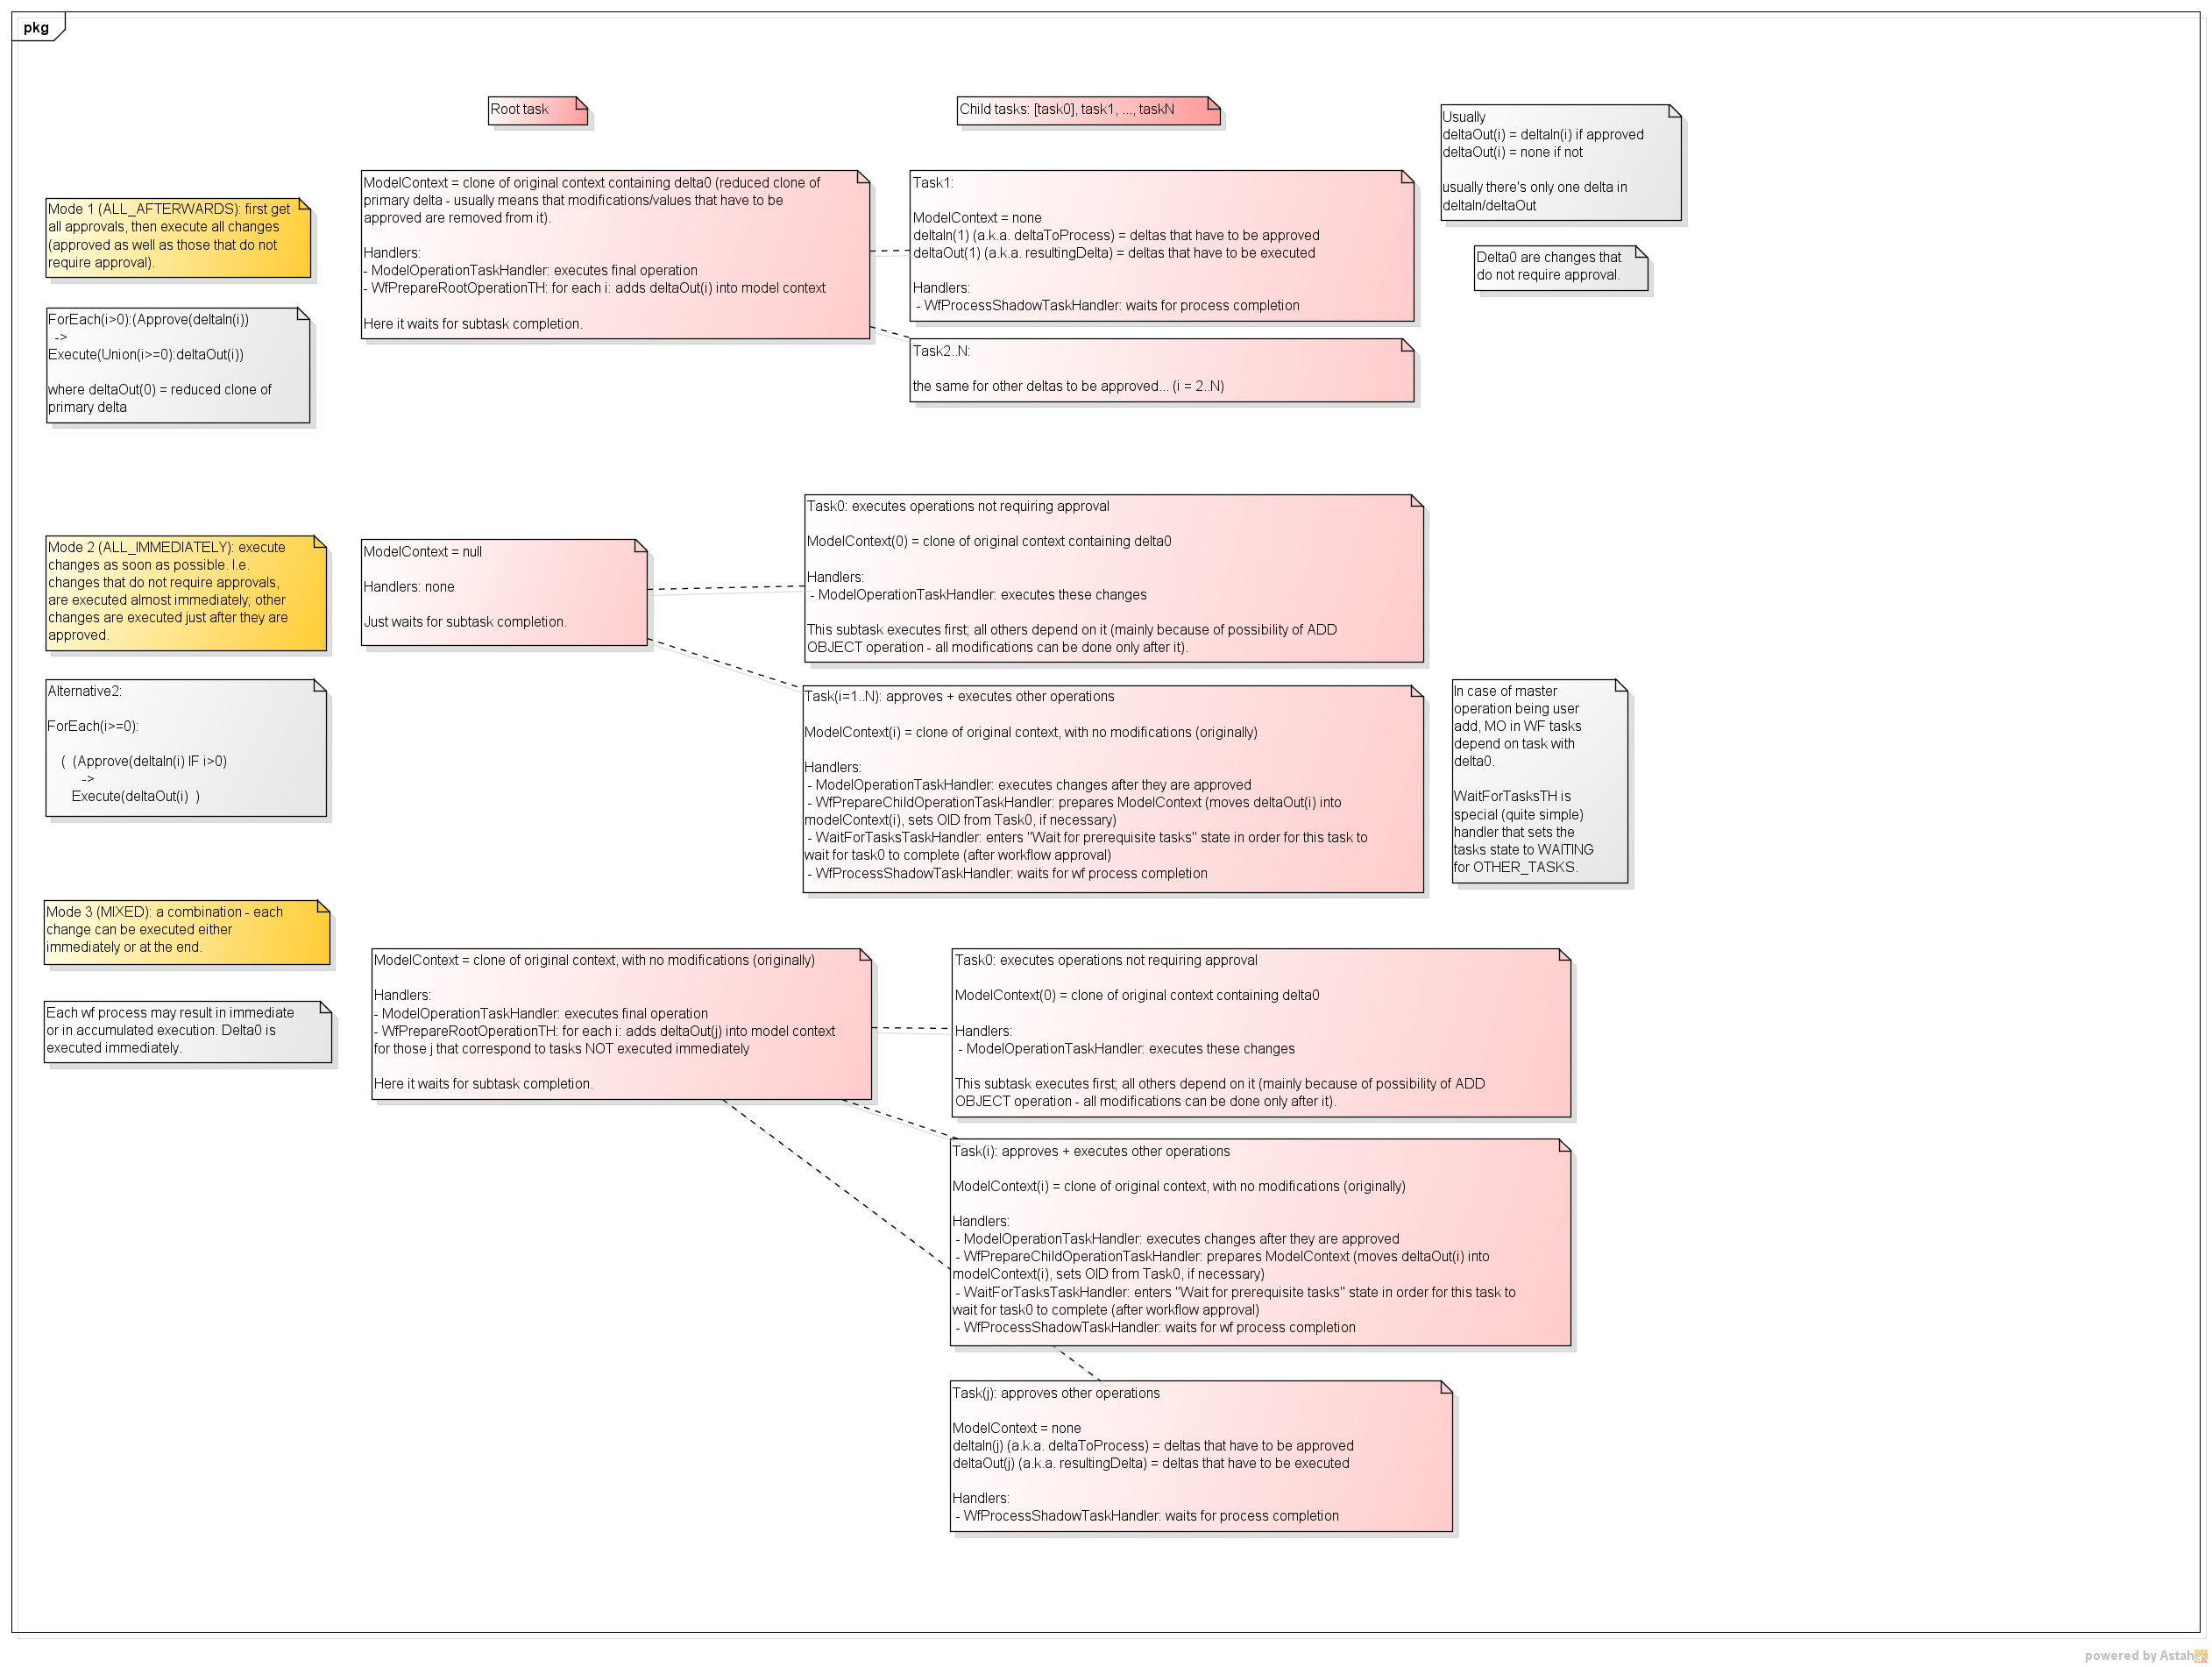 pkg
Root task
Child tasks: [task0], task1, ..., taskN
Usually
deltaOut(i) = deltaIn(i) if approved
deltaOut(i) = none if not
usually there's only one delta in
deltaIn/deltaOut
Delta0 are changes that
do not require approval.
Mode 1 (ALL_AFTERWARDS): first get
all approvals, then execute all changes
(approved as well as those that do not
require approval).
ForEach(i>0):(Approve(deltaIn(i))
->
Execute(Union(i>=0):deltaOut(i))
where deltaOut(0) = reduced clone of
primary delta
ModelContext = clone of original context containing delta0 (reduced clone of
primary delta - usually means that modifications/values that have to be
approved are removed from it).
Handlers:
- ModelOperationTaskHandler: executes final operation
- WfPrepareRootOperationTH: for each i: adds deltaOut(i) into model context
Here it waits for subtask completion.
Task1:
ModelContext = none
deltaIn(1) (a.k.a. deltaToProcess) = deltas that have to be approved
deltaOut(1) (a.k.a. resultingDelta) = deltas that have to be executed
Handlers:
- WfProcessShadowTaskHandler: waits for process completion
Task2..N:
the same for other deltas to be approved... (i = 2..N)
Mode 2 (ALL_IMMEDIATELY): execute
changes as soon as possible. I.e.
changes that do not require approvals,
are executed almost immediately; other
changes are executed just after they are
approved.
Alternative2:
ForEach(i>=0):
( (Approve(deltaIn(i) IF i>0)
->
Execute(deltaOut(i) )
ModelContext = null
Handlers: none
Just waits for subtask completion.
Task0: executes operations not requiring approval
ModelContext(0) = clone of original context containing delta0
Handlers:
- ModelOperationTaskHandler: executes these changes
This subtask executes first; all others depend on it (mainly because of possibility of ADD
OBJECT operation - all modifications can be done only after it).
Task(i=1..N): approves + executes other operations
ModelContext(i) = clone of original context, with no modifications (originally)
Handlers:
- ModelOperationTaskHandler: executes changes after they are approved
- WfPrepareChildOperationTaskHandler: prepares ModelContext (moves deltaOut(i) into
modelContext(i), sets OID from Task0, if necessary)
- WaitForTasksTaskHandler: enters "Wait for prerequisite tasks" state in order for this task to
wait for task0 to complete (after workflow approval)
- WfProcessShadowTaskHandler: waits for wf process completion
In case of master
operation being user
add, MO in WF tasks
depend on task with
delta0.
WaitForTasksTH is
special (quite simple)
handler that sets the
tasks state to WAITING
for OTHER_TASKS.
Mode 3 (MIXED): a combination - each
change can be executed either
immediately or at the end.
Each wf process may result in immediate
or in accumulated execution. Delta0 is
executed immediately.
ModelContext = clone of original context, with no modifications (originally)
Handlers:
- ModelOperationTaskHandler: executes final operation
- WfPrepareRootOperationTH: for each i: adds deltaOut(j) into model context
for those j that correspond to tasks NOT executed immediately
Here it waits for subtask completion.
Task0: executes operations not requiring approval
ModelContext(0) = clone of original context containing delta0
Handlers:
- ModelOperationTaskHandler: executes these changes
This subtask executes first; all others depend on it (mainly because of possibility of ADD
OBJECT operation - all modifications can be done only after it).
Task(i): approves + executes other operations
ModelContext(i) = clone of original context, with no modifications (originally)
Handlers:
- ModelOperationTaskHandler: executes changes after they are approved
- WfPrepareChildOperationTaskHandler: prepares ModelContext (moves deltaOut(i) into
modelContext(i), sets OID from Task0, if necessary)
- WaitForTasksTaskHandler: enters "Wait for prerequisite tasks" state in order for this task to
wait for task0 to complete (after workflow approval)
- WfProcessShadowTaskHandler: waits for wf process completion
Task(j): approves other operations
ModelContext = none
deltaIn(j) (a.k.a. deltaToProcess) = deltas that have to be approved
deltaOut(j) (a.k.a. resultingDelta) = deltas that have to be executed
Handlers:
- WfProcessShadowTaskHandler: waits for process completion
powered by Astah